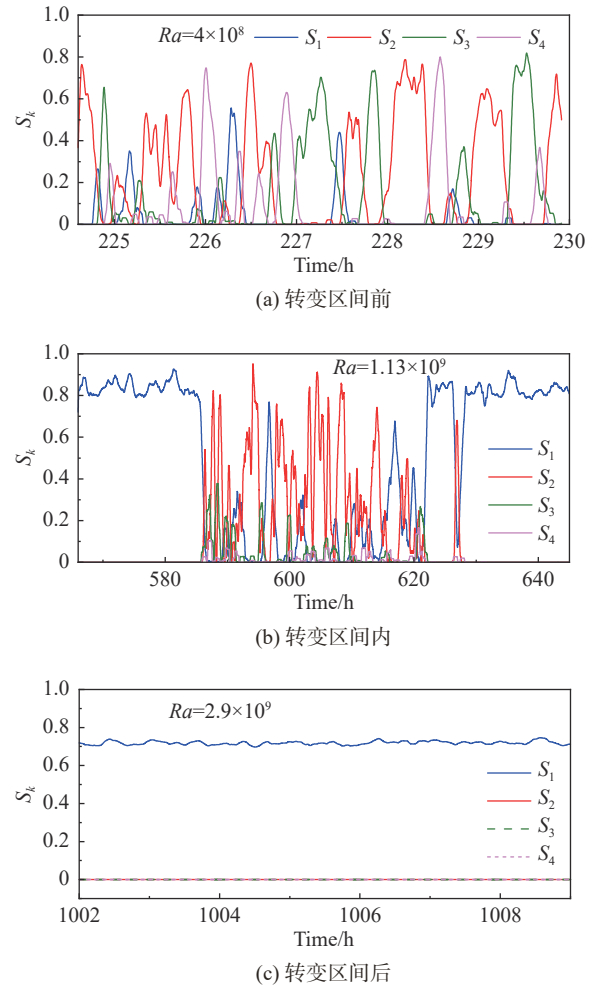 Ra=4×10⁸ S₁ S₂ S₃ S₄
1.0
0.8
0.6
0.4
0.2
0
Sₖ
225 226 227 228 229 230
Time/h
(a) 转变区间前
Ra=1.13×10⁹
1.0
0.8
0.6
0.4
0.2
0
Sₖ
S₁
S₂
S₃
S₄
580 600 620 640
Time/h
(b) 转变区间内
Ra=2.9×10⁹
1.0
0.8
0.6
0.4
0.2
0
Sₖ
S₁
S₂
S₃
S₄
1002 1004 1006 1008
Time/h
(c) 转变区间后